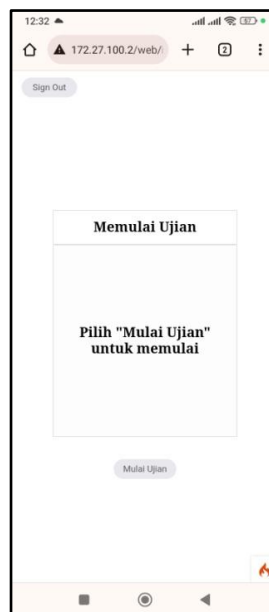 12:32
67
172.27.100.2/web/
2
Sign Out
Memulai Ujian
Pilih "Mulai Ujian"
untuk memulai
Mulai Ujian